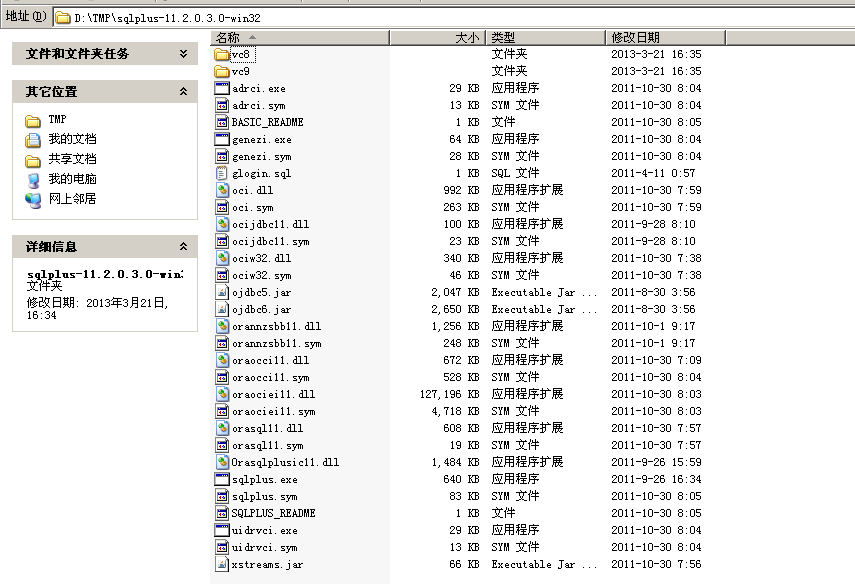 地址(D) D:\TMP\sqlplus-11.2.0.3.0-win32
文件和文件夹任务
其它位置
TMP
我的文档
共享文档
我的电脑
网上邻居
详细信息
sqlplus-11.2.0.3.0-win3
文件夹
修改日期: 2013年3月21日,
16:34
名称 大小 类型 修改日期
vc8 文件夹 2013-3-21 16:35
vc9 文件夹 2013-3-21 16:35
adrci.exe 29 KB 应用程序 2011-10-30 8:04
adrci.sym 13 KB SYM 文件 2011-10-30 8:04
BASIC_README 1 KB 文件 2011-10-30 8:05
genezi.exe 64 KB 应用程序 2011-10-30 8:04
genezi.sym 28 KB SYM 文件 2011-10-30 8:04
glogin.sql 1 KB SQL 文件 2011-4-11 0:57
oci.dll 992 KB 应用程序扩展 2011-10-30 7:59
oci.sym 263 KB SYM 文件 2011-10-30 7:59
ocijdbc11.dll 100 KB 应用程序扩展 2011-9-28 8:10
ocijdbc11.sym 23 KB SYM 文件 2011-9-28 8:10
ociw32.dll 340 KB 应用程序扩展 2011-10-30 7:38
ociw32.sym 46 KB SYM 文件 2011-10-30 7:38
ojdbc5.jar 2,047 KB Executable Jar ... 2011-8-30 3:56
ojdbc6.jar 2,650 KB Executable Jar ... 2011-8-30 3:56
orannzsbb11.dll 1,256 KB 应用程序扩展 2011-10-1 9:17
orannzsbb11.sym 248 KB SYM 文件 2011-10-1 9:17
oraocci11.dll 672 KB 应用程序扩展 2011-10-30 7:09
oraocci11.sym 528 KB SYM 文件 2011-10-30 8:04
oraociei11.dll 127,196 KB 应用程序扩展 2011-10-30 8:03
oraociei11.sym 4,718 KB SYM 文件 2011-10-30 8:03
orasql11.dll 608 KB 应用程序扩展 2011-10-30 7:57
orasql11.sym 19 KB SYM 文件 2011-10-30 7:57
Orasqlplusic11.dll 1,484 KB 应用程序扩展 2011-9-26 15:59
sqlplus.exe 640 KB 应用程序 2011-9-26 16:34
sqlplus.sym 83 KB SYM 文件 2011-10-30 8:05
SQLPLUS_README 1 KB 文件 2011-10-30 8:05
uidrvci.exe 29 KB 应用程序 2011-10-30 8:04
uidrvci.sym 13 KB SYM 文件 2011-10-30 8:04
xstreams.jar 66 KB Executable Jar ... 2011-10-30 7:56